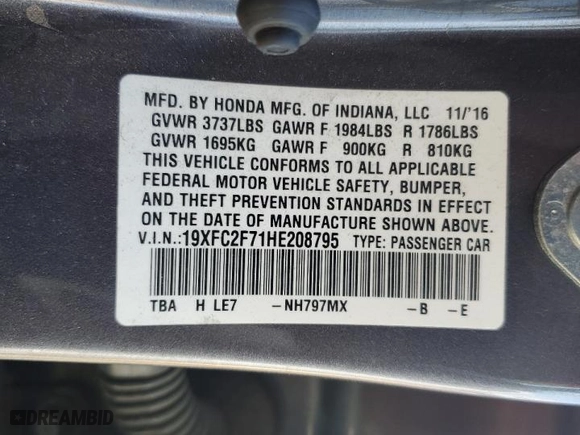 MFD. BY HONDA MFG. OF INDIANA, LLC 11/'16
GVWR 3737LBS GAWR F 1984LBS R 1786LBS
GVWR 1695KG GAWR F 900KG R 810KG
THIS VEHICLE CONFORMS TO ALL APPLICABLE
FEDERAL MOTOR VEHICLE SAFETY, BUMPER,
AND THEFT PREVENTION STANDARDS IN EFFECT
ON THE DATE OF MANUFACTURE SHOWN ABOVE.
V.I.N.:19XFC2F71HE208795 TYPE: PASSENGER CAR
TBA H LE7 -NH797MX -B -E
DREAMBID